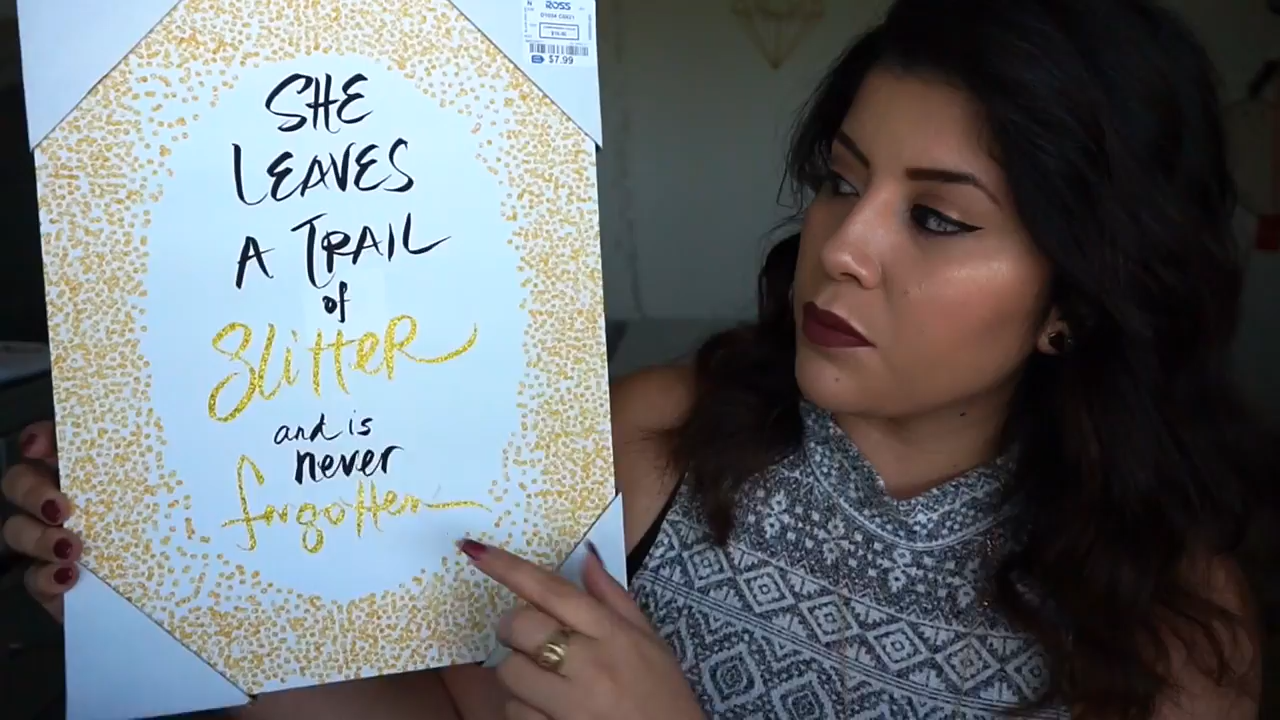 ROSS
$7.99
SHE
LEAVES
A TRAIL
of
GLitteR
and is
never
forgotten